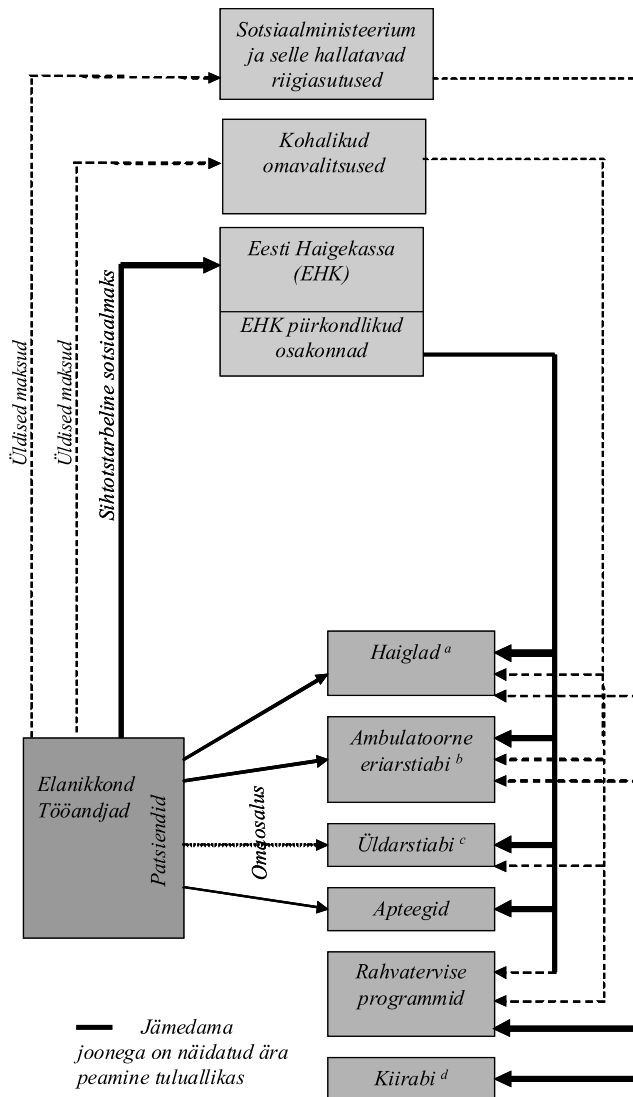 Sotsiaalministeerium
ja selle hallatavad
riigiasutused
Kohalikud
omavalitsused
Eesti Haigekassa
(EHK)
EHK piirkondlikud
osakonnad
Üldised maksud
Üldised maksud
Sihtotstarbeline sotsiaalmaks
Haiglad a
Ambulatoorne
eriarstiabi b
Elanikkond
Tööandjad
Patsiendid
Omaosalus
Üldarstiabi c
Apteegid
Rahvatervise
programmid
Kiirabi d
Jämedama
joonega on näidatud ära
peamine tuluallikas